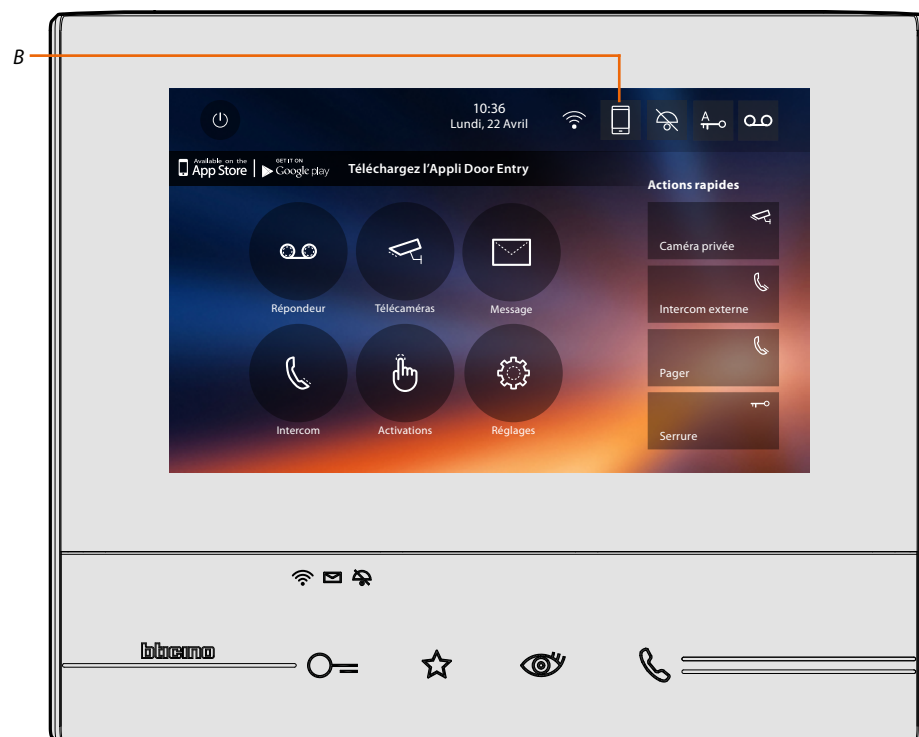 B
10:36
Lundi, 22 Avril
A
Available on the
App Store
GET IT ON
Google play
Téléchargez l'Appli Door Entry
Actions rapides
Caméra privée
Répondeur
Télécaméras
Message
Intercom externe
Pager
Intercom
Activations
Réglages
Serrure
bticino